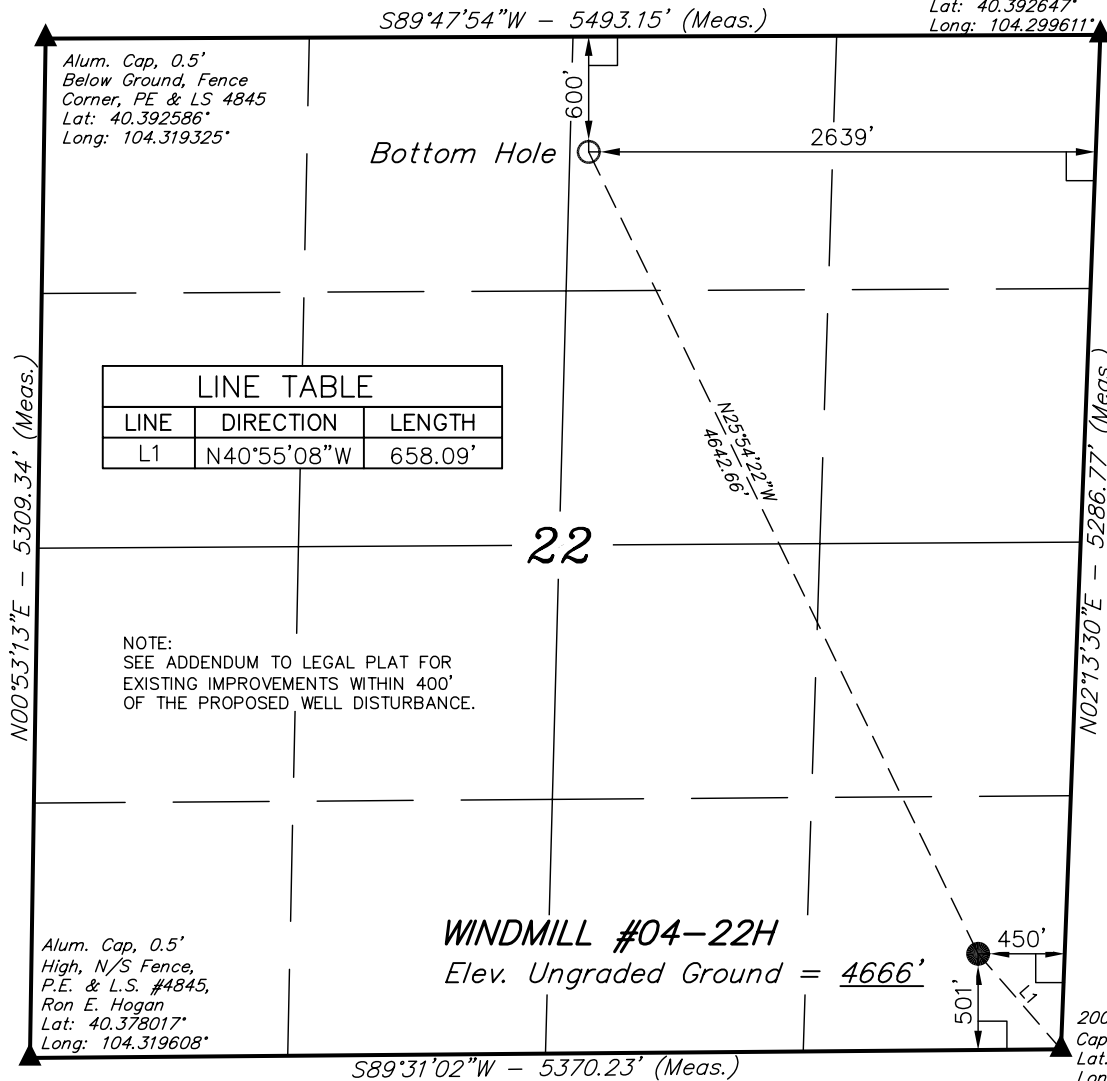 S89°47'54"W - 5493.15' (Meas.)
Lat: 40.392647°
Long: 104.299611°
Alum. Cap, 0.5'
Below Ground, Fence
Corner, PE & LS 4845
Lat: 40.392586°
Long: 104.319325°
600'
Bottom Hole
2639'
LINE TABLE
LINE DIRECTION LENGTH
L1 N40°55'08"W 658.09'
N25°54'22"W
4642.66'
N00°53'13"E - 5309.34' (Meas.)
N02°13'30"E - 5286.77' (Meas.)
22
NOTE:
SEE ADDENDUM TO LEGAL PLAT FOR
EXISTING IMPROVEMENTS WITHIN 400'
OF THE PROPOSED WELL DISTURBANCE.
WINDMILL #04-22H
Elev. Ungraded Ground = 4666'
450'
501'
L1
Alum. Cap, 0.5'
High, N/S Fence,
P.E. & L.S. #4845,
Ron E. Hogan
Lat: 40.378017°
Long: 104.319608°
S89°31'02"W - 5370.23' (Meas.)
200
Cap
Lat.